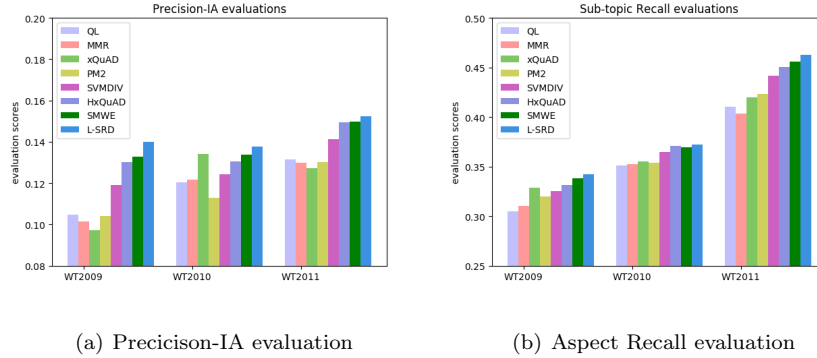 Precision-IA evaluations
evaluation scores
0.20
0.18
0.16
0.14
0.12
0.10
0.08
QL
MMR
xQuAD
PM2
SVMDIV
HxQuAD
SMWE
L-SRD
WT2009
WT2010
WT2011
(a) Precicison-IA evaluation
Sub-topic Recall evaluations
evaluation scores
0.50
0.45
0.40
0.35
0.30
0.25
QL
MMR
xQuAD
PM2
SVMDIV
HxQuAD
SMWE
L-SRD
WT2009
WT2010
WT2011
(b) Aspect Recall evaluation